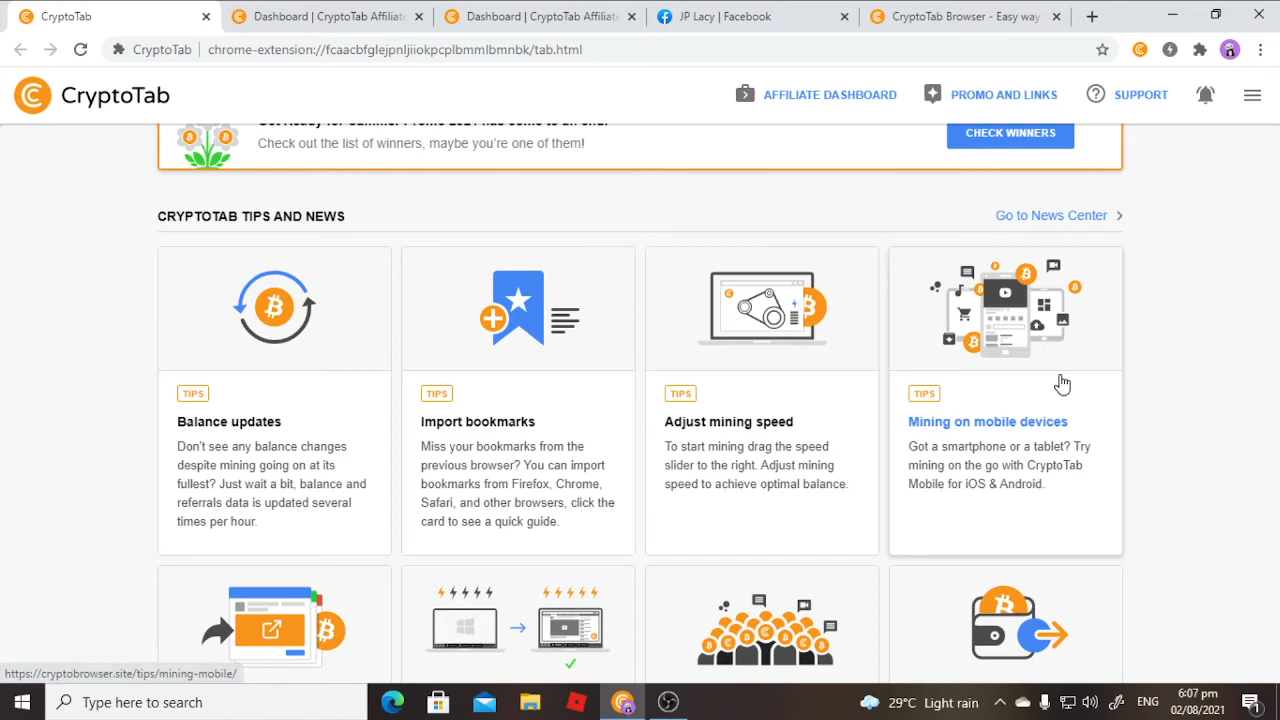 CryptoTab
Dashboard | CryptoTab Affiliate
Dashboard | CryptoTab Affiliate
JP Lacy | Facebook
CryptoTab Browser - Easy way
CryptoTab
chrome-extension://fcaacbfglejpnljiiokpcplbmmlbmnbk/tab.html
CryptoTab
AFFILIATE DASHBOARD
PROMO AND LINKS
SUPPORT
Check out the list of winners, maybe you're one of them!
CHECK WINNERS
CRYPTOTAB TIPS AND NEWS
Go to News Center
TIPS
Balance updates
Don't see any balance changes
despite mining going on at its
fullest? Just wait a bit, balance and
referrals data is updated several
times per hour.
TIPS
Import bookmarks
Miss your bookmarks from the
previous browser? You can import
bookmarks from Firefox, Chrome,
Safari, and other browsers, click the
card to see a quick guide.
TIPS
Adjust mining speed
To start mining drag the speed
slider to the right. Adjust mining
speed to achieve optimal balance.
TIPS
Mining on mobile devices
Got a smartphone or a tablet? Try
mining on the go with CryptoTab
Mobile for iOS & Android.
https://cryptobrowser.site/tips/mining-mobile/
Type here to search
29°C Light rain
ENG
6:07 pm
02/08/2021